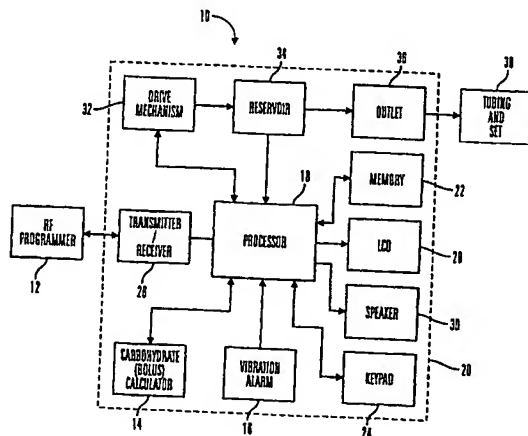 10
34
36
38
32
DRIVE
MECHANISM
RESERVOIR
OUTLET
TUBING
AND
SET
18
MEMORY
22
RF
PROGRAMMER
12
TRANSMITTER
/
RECEIVER
26
PROCESSOR
LCD
28
SPEAKER
30
CARBOHYDRATE
(BOLUS)
CALCULATOR
14
VIBRATION
ALARM
16
KEYPAD
24
20